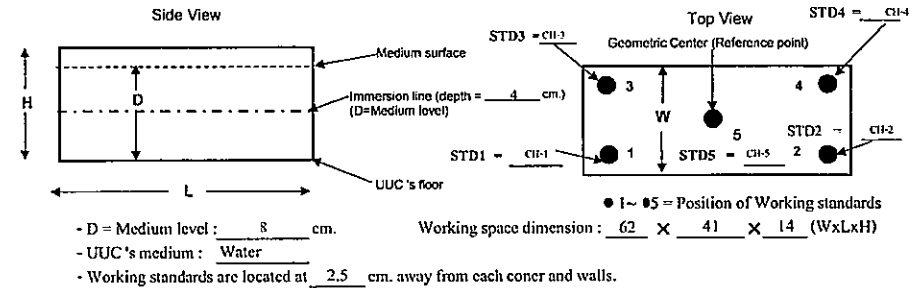 Side View
Medium surface
H
D
Immersion line (depth = 4 cm.)
(D=Medium level)
L
UUC 's floor
Top View
STD4 = CH-4
STD3 = CH-3
Geometric Center (Reference point)
3
4
W
5
STD2 = CH-2
1
2
STD1 = CH-1
STD5 = CH-5
● 1~ ●5 = Position of Working standards
- D = Medium level : 8 cm.
Working space dimension : 62 × 41 × 14 (WxLxH)
- UUC 's medium : Water
- Working standards are located at 2.5 cm. away from each coner and walls.